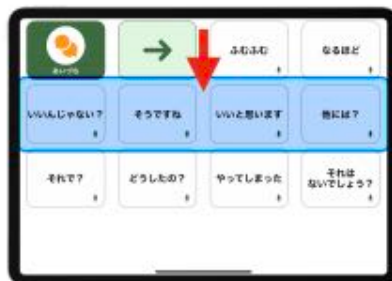 あいづち
ふむふむ
なるほど
いいんじゃない?
そうですね
いいと思います
他には?
それで?
どうしたの?
やってしまった
それは
ないでしょう?